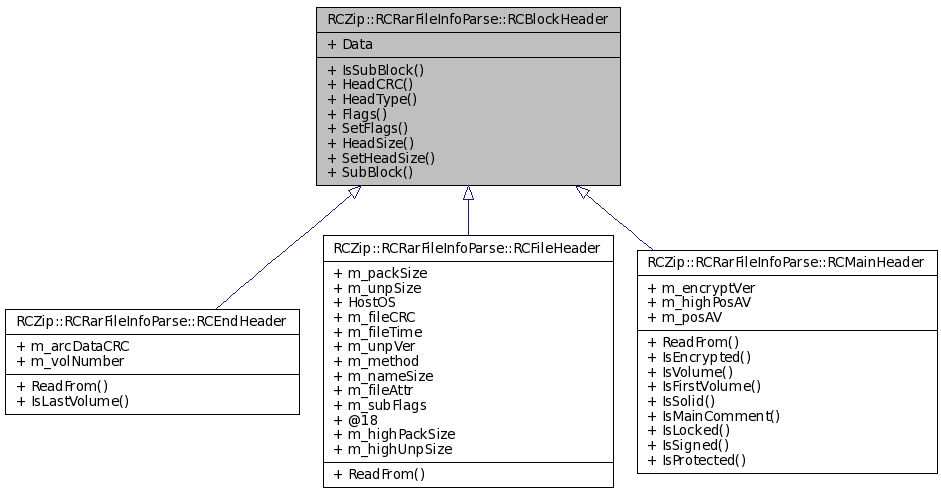 RCZip::RCRarFileInfoParse::RCBlockHeader
+ Data
+ IsSubBlock()
+ HeadCRC()
+ HeadType()
+ Flags()
+ SetFlags()
+ HeadSize()
+ SetHeadSize()
+ SubBlock()
RCZip::RCRarFileInfoParse::RCEndHeader
+ m_arcDataCRC
+ m_volNumber
+ ReadFrom()
+ IsLastVolume()
RCZip::RCRarFileInfoParse::RCFileHeader
+ m_packSize
+ m_unpSize
+ HostOS
+ m_fileCRC
+ m_fileTime
+ m_unpVer
+ m_method
+ m_nameSize
+ m_fileAttr
+ m_subFlags
+ @18
+ m_highPackSize
+ m_highUnpSize
+ ReadFrom()
RCZip::RCRarFileInfoParse::RCMainHeader
+ m_encryptVer
+ m_highPosAV
+ m_posAV
+ ReadFrom()
+ IsEncrypted()
+ IsVolume()
+ IsFirstVolume()
+ IsSolid()
+ IsMainComment()
+ IsLocked()
+ IsSigned()
+ IsProtected()